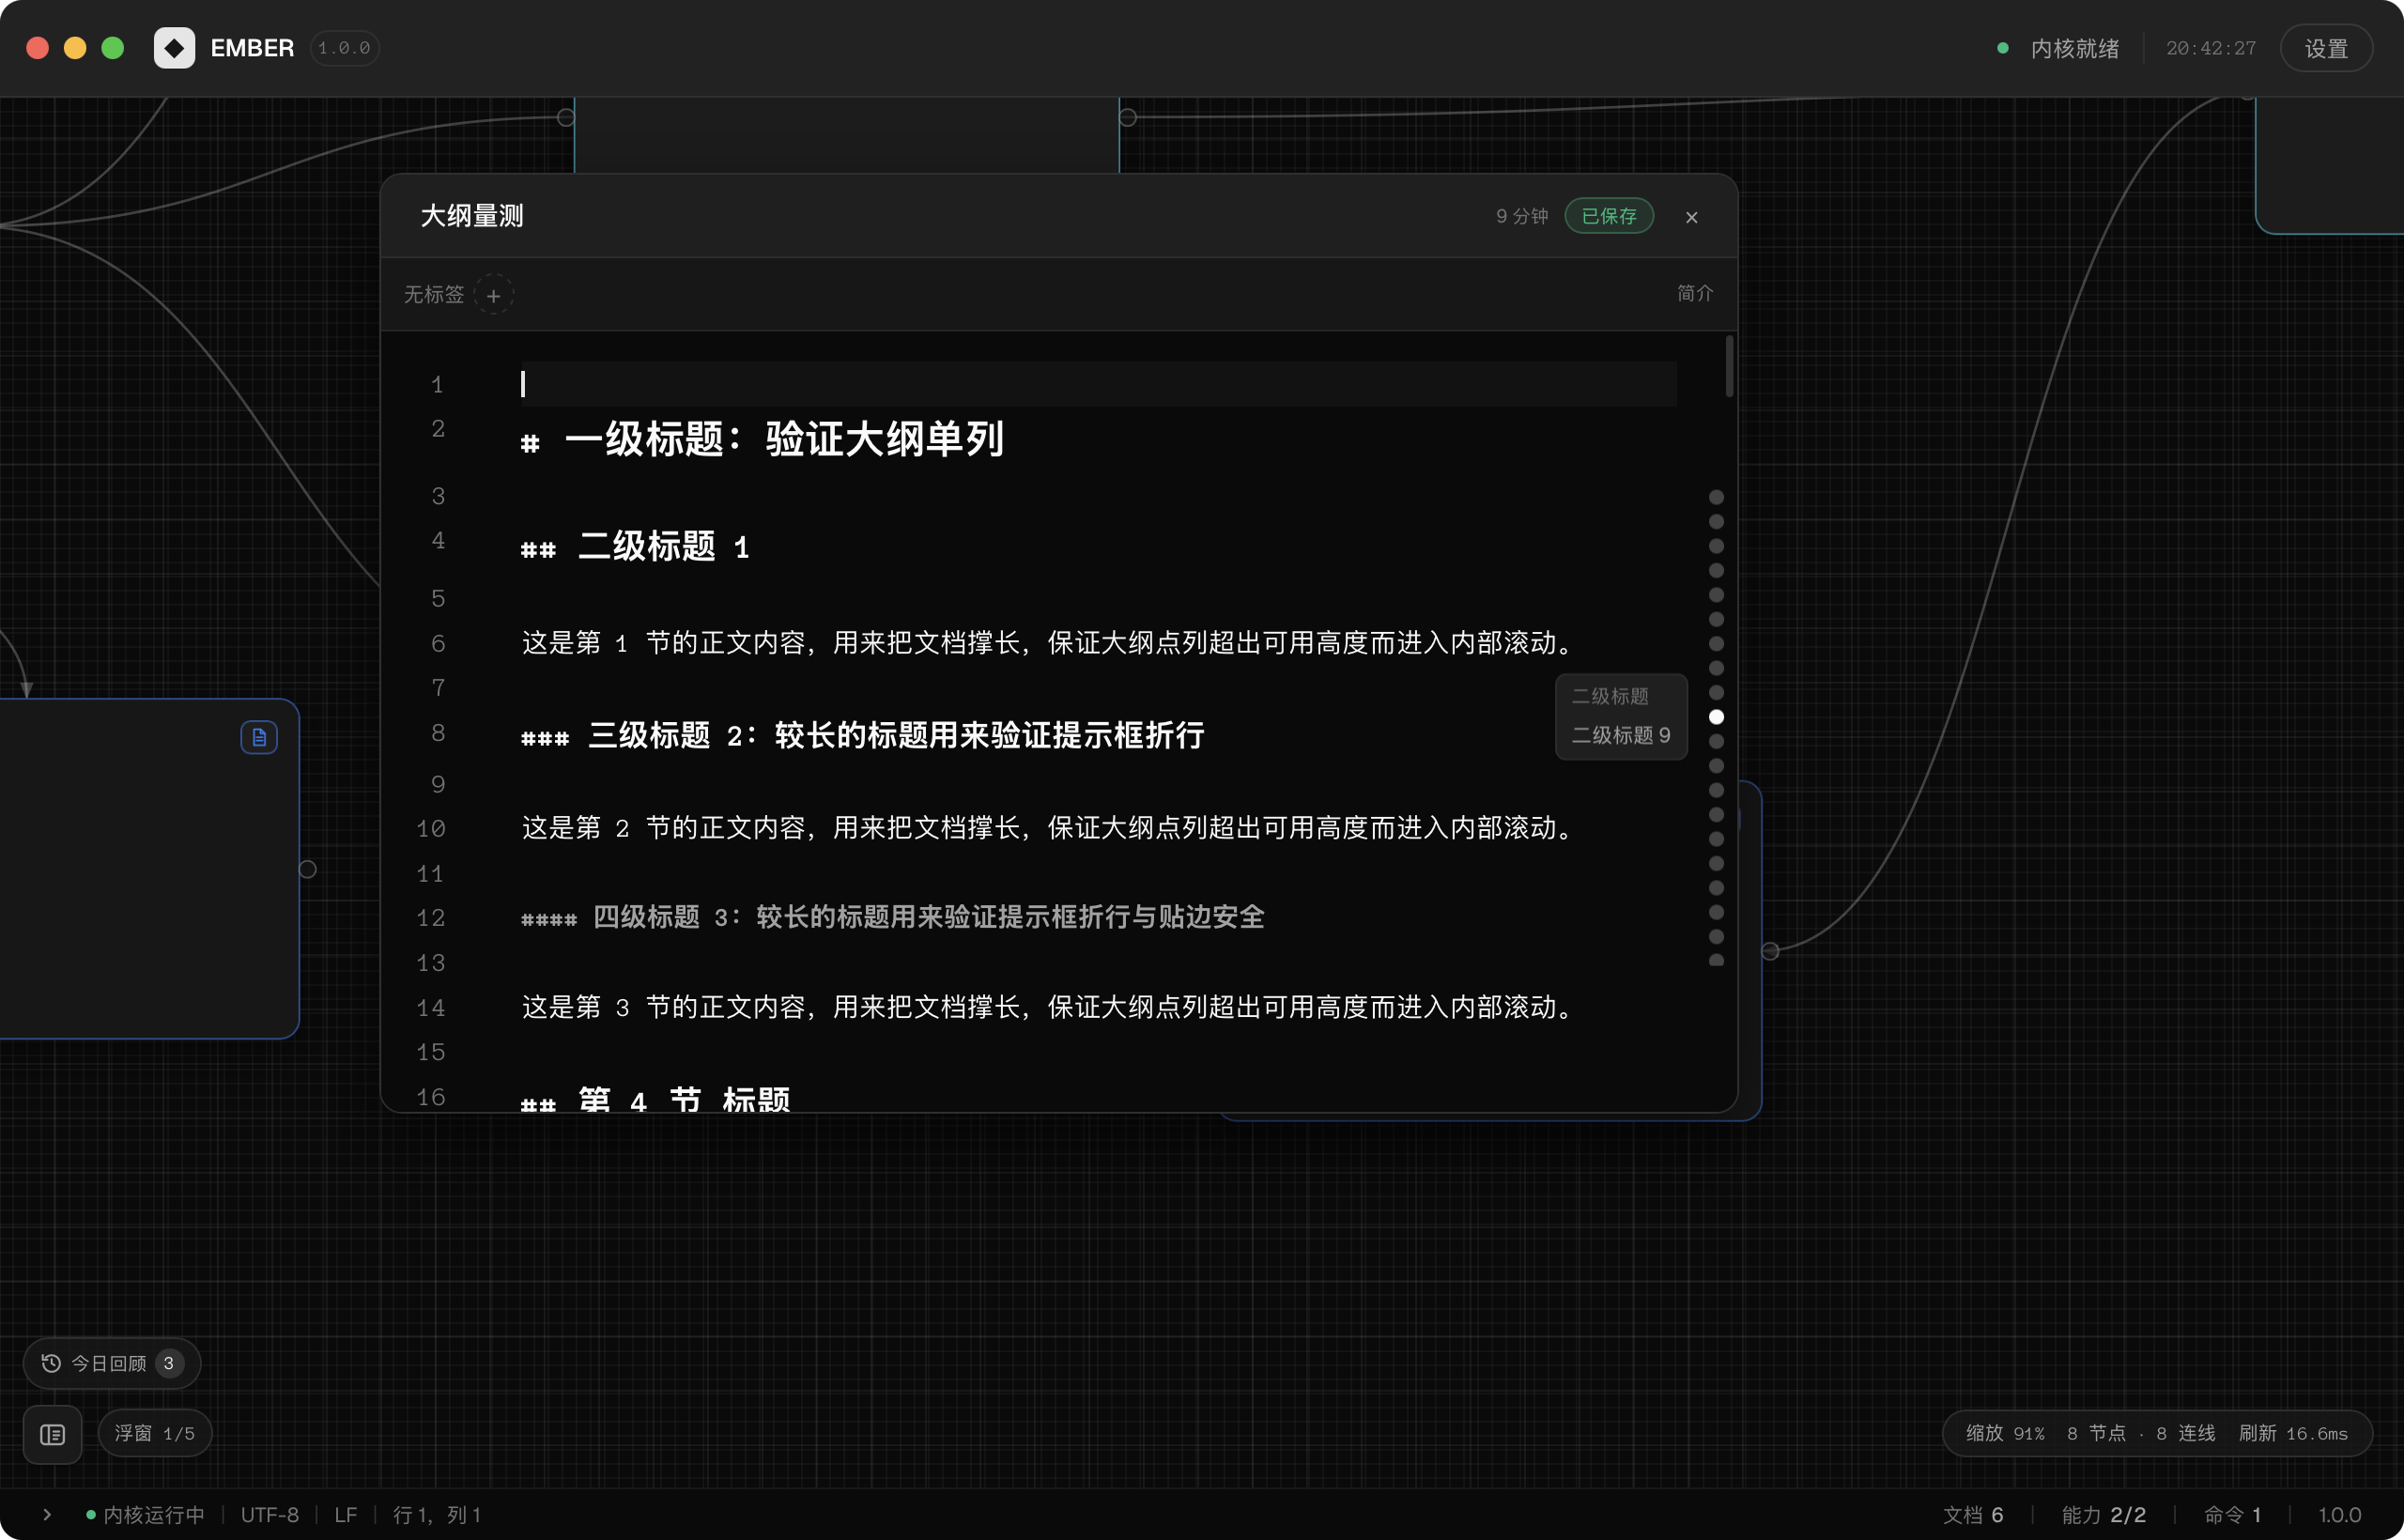 EMBER 1.0.0 内核就绪 20:42:27 设置
大纲量测 9 分钟 已保存 ×
无标签 + 简介
1
2 # 一级标题：验证大纲单列
3
4 ## 二级标题 1
5
6 这是第 1 节的正文内容，用来把文档撑长，保证大纲点列超出可用高度而进入内部滚动。
7
二级标题
8 ### 三级标题 2：较长的标题用来验证提示框折行
二级标题 9
9
10 这是第 2 节的正文内容，用来把文档撑长，保证大纲点列超出可用高度而进入内部滚动。
11
12 #### 四级标题 3：较长的标题用来验证提示框折行与贴边安全
13
14 这是第 3 节的正文内容，用来把文档撑长，保证大纲点列超出可用高度而进入内部滚动。
15
16 ## 第 4 节 标题
今日回顾 3
浮窗 1/5
缩放 91% 8 节点 · 8 连线 刷新 16.6ms
内核运行中 UTF-8 LF 行 1，列 1 文档 6 能力 2/2 命令 1 1.0.0